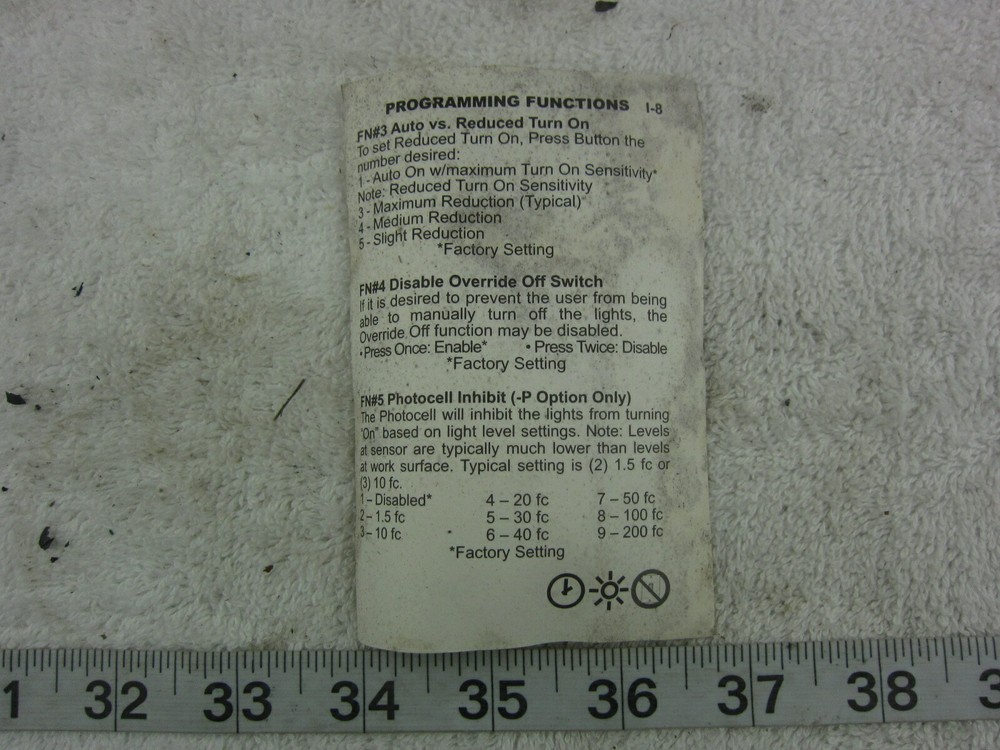 PROGRAMMING FUNCTIONS I-8
FN#3 Auto vs. Reduced Turn On
To set Reduced Turn On, Press Button the
number desired:
1 - Auto On w/maximum Turn On Sensitivity*
Note: Reduced Turn On Sensitivity
3 - Maximum Reduction (Typical)
4 - Medium Reduction
5 - Slight Reduction
*Factory Setting
FN#4 Disable Override Off Switch
If it is desired to prevent the user from being
able to manually turn off the lights, the
Override Off function may be disabled.
• Press Once: Enable* • Press Twice: Disable
*Factory Setting
FN#5 Photocell Inhibit (-P Option Only)
The Photocell will inhibit the lights from turning
"On" based on light level settings. Note: Levels
at sensor are typically much lower than levels
at work surface. Typical setting is (2) 1.5 fc or
(3) 10 fc.
1 – Disabled* 4 – 20 fc 7 – 50 fc
2 – 1.5 fc 5 – 30 fc 8 – 100 fc
3 – 10 fc 6 – 40 fc 9 – 200 fc
*Factory Setting
1 32 33 34 35 36 37 38 3